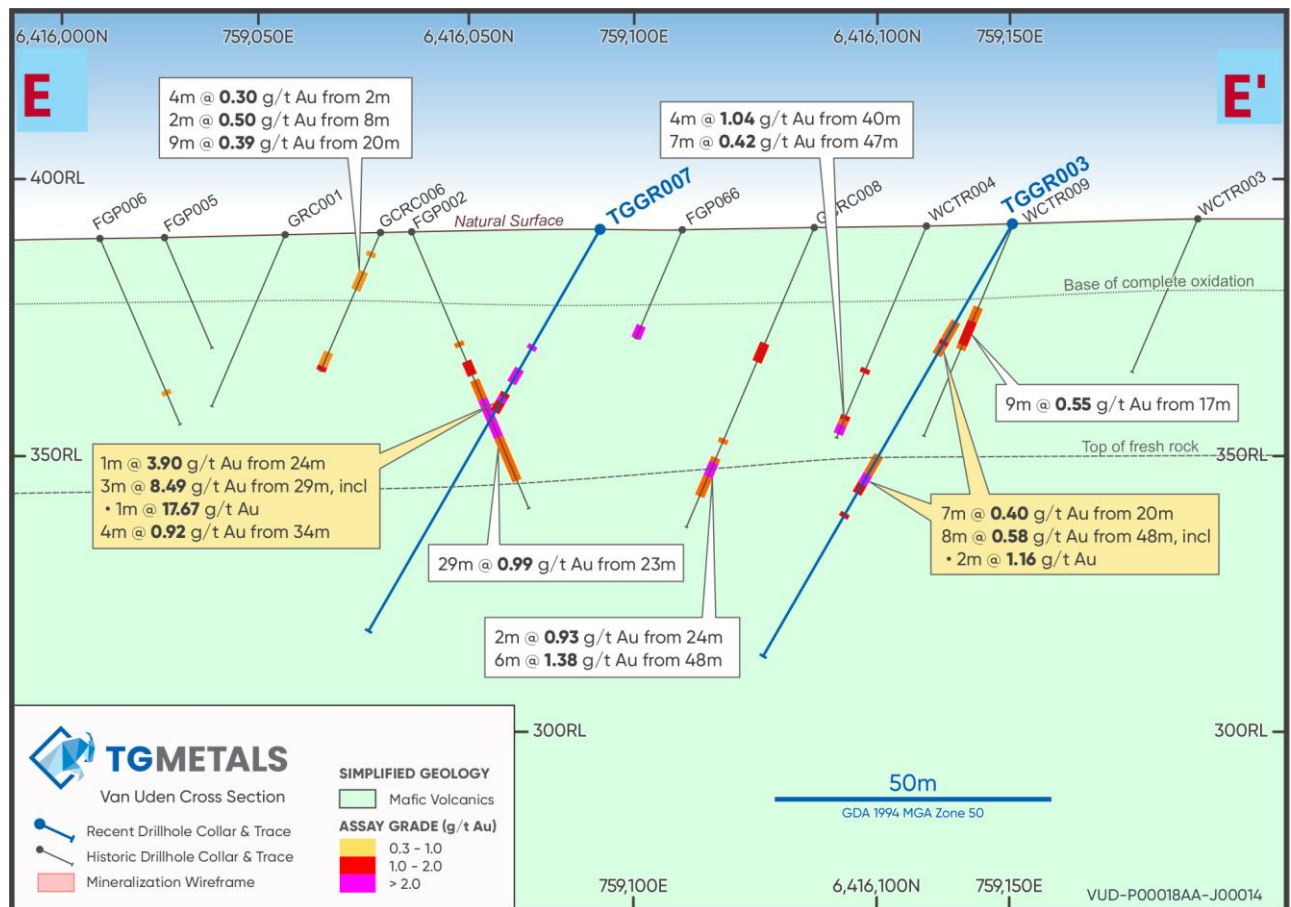 6,416,000N
759,050E
6,416,050N
759,100E
6,416,100N
759,150E
E
E'
4m @ 0.30 g/t Au from 2m
2m @ 0.50 g/t Au from 8m
9m @ 0.39 g/t Au from 20m
4m @ 1.04 g/t Au from 40m
7m @ 0.42 g/t Au from 47m
400RL
FGP006
FGP005
GRC001
GCRC006
FGP002
Natural Surface
TGGR007
FGP066
GCRC008
WCTR004
TGGR003
WCTR009
WCTR003
Base of complete oxidation
9m @ 0.55 g/t Au from 17m
Top of fresh rock
350RL
350RL
1m @ 3.90 g/t Au from 24m
3m @ 8.49 g/t Au from 29m, incl
• 1m @ 17.67 g/t Au
4m @ 0.92 g/t Au from 34m
7m @ 0.40 g/t Au from 20m
8m @ 0.58 g/t Au from 48m, incl
• 2m @ 1.16 g/t Au
29m @ 0.99 g/t Au from 23m
2m @ 0.93 g/t Au from 24m
6m @ 1.38 g/t Au from 48m
300RL
300RL
TGMETALS
Van Uden Cross Section
Recent Drillhole Collar & Trace
Historic Drillhole Collar & Trace
Mineralization Wireframe
SIMPLIFIED GEOLOGY
Mafic Volcanics
ASSAY GRADE (g/t Au)
0.3 - 1.0
1.0 - 2.0
> 2.0
50m
GDA 1994 MGA Zone 50
759,100E
6,416,100N
759,150E
VUD-P00018AA-J00014